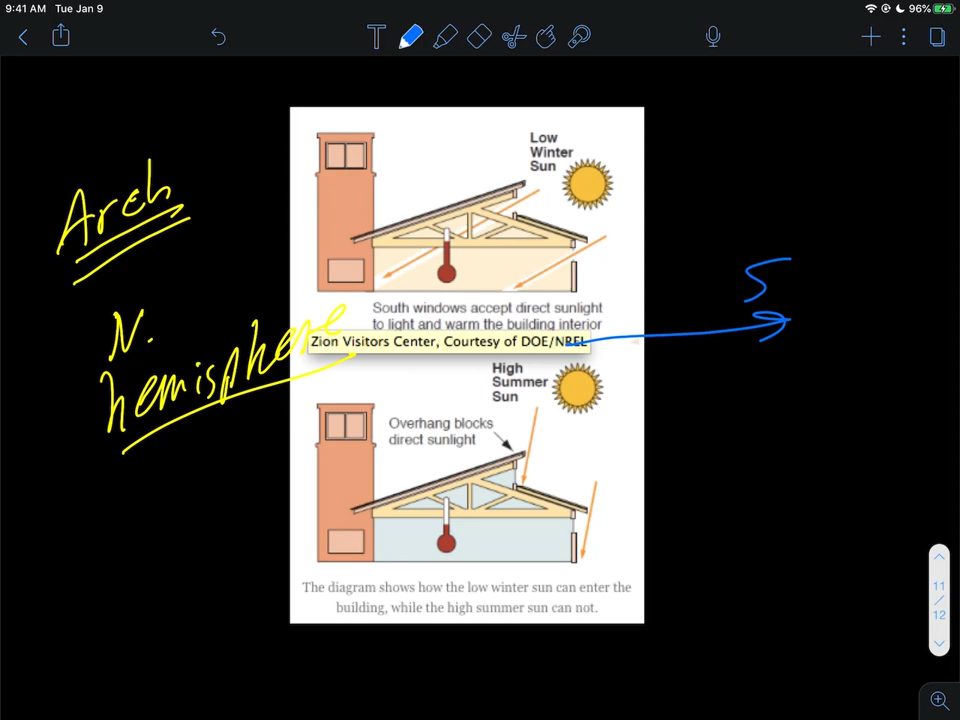 9:41 AM Tue Jan 9
96%
Arch
N.
hemisphere
Low
Winter
Sun
South windows accept direct sunlight
to light and warm the building interior
Zion Visitors Center, Courtesy of DOE/NREL
S
High
Summer
Sun
Overhang blocks
direct sunlight
The diagram shows how the low winter sun can enter the
building, while the high summer sun can not.
11
/
12